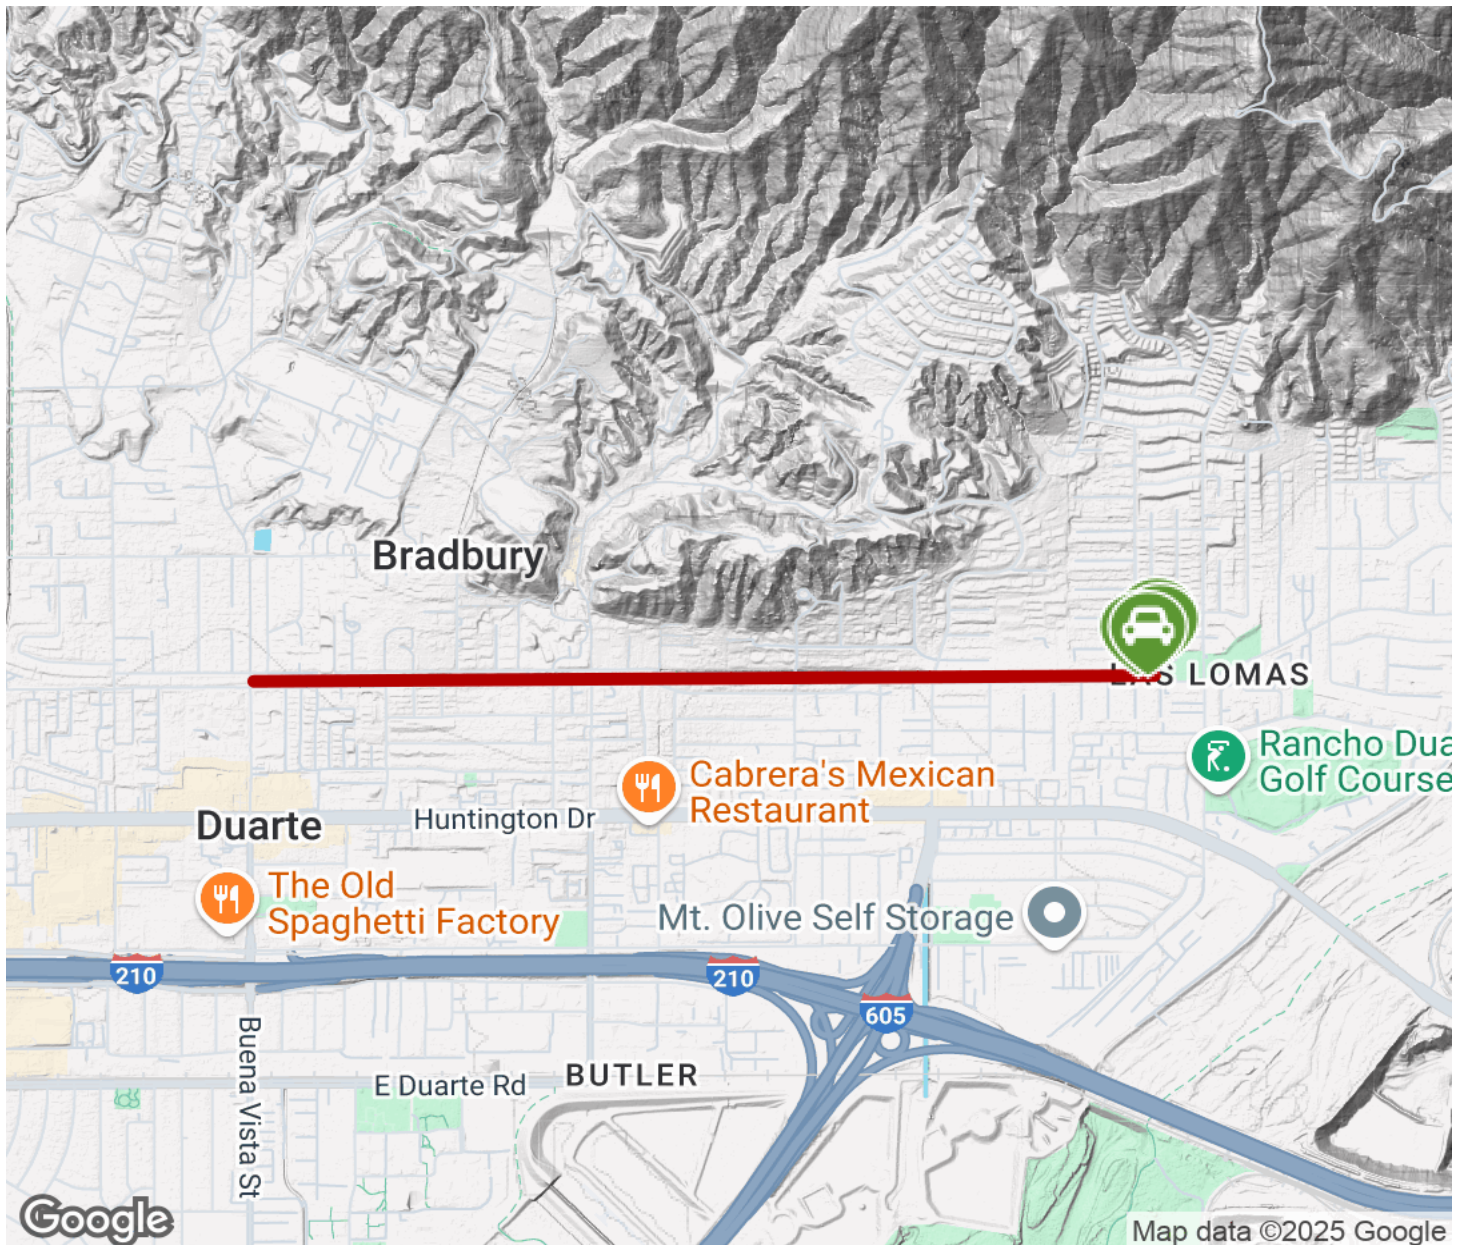 Bradbury
LAS LOMAS
Rancho Dua
Golf Course
Cabrera's Mexican
Restaurant
Huntington Dr
Duarte
The Old
Spaghetti Factory
Mt. Olive Self Storage
210
210
605
Buena Vista St
E Duarte Rd
BUTLER
Google
Map data ©2025 Google